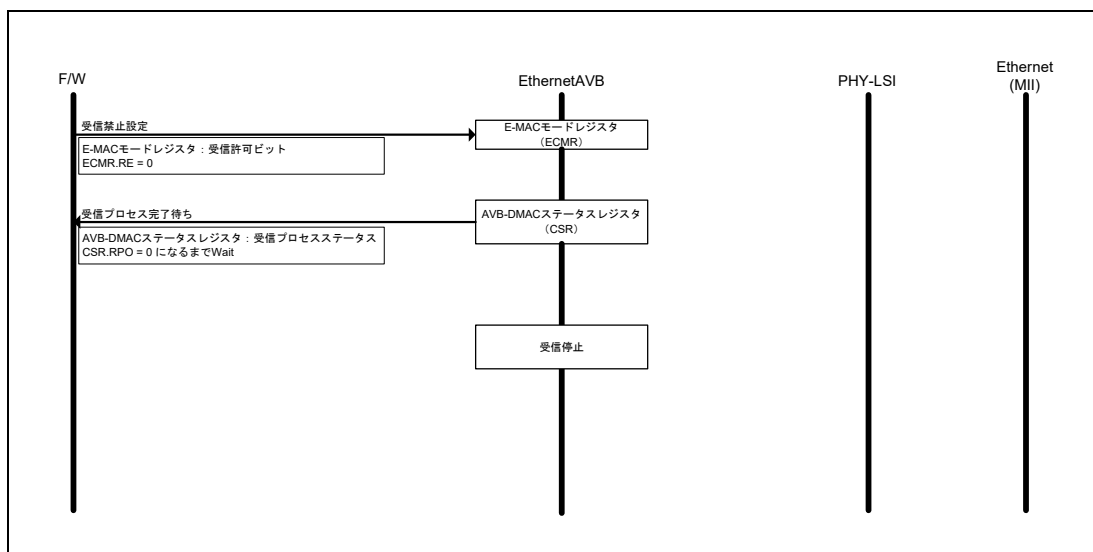 F/W
EthernetAVB
PHY-LSI
Ethernet
(MII)
受信禁止設定
E-MACモードレジスタ
（ECMR）
E-MACモードレジスタ：受信許可ビット
ECMR.RE = 0
受信プロセス完了待ち
AVB-DMACステータスレジスタ
（CSR）
AVB-DMACステータスレジスタ：受信プロセスステータス
CSR.RPO = 0 になるまでWait
受信停止